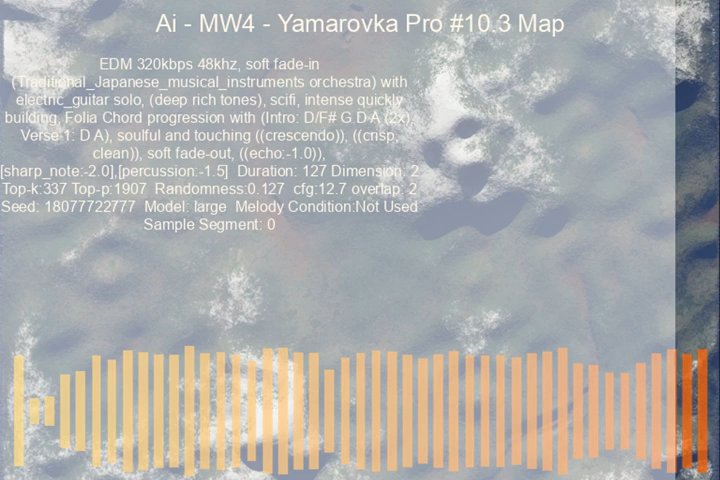 Ai - MW4 - Yamarovka Pro #10.3 Map
EDM 320kbps 48khz, soft fade-in
(Traditional_Japanese_musical_instruments orchestra) with
electric_guitar solo, (deep rich tones), scifi, intense quickly
building, Folia Chord progression with (Intro: D/F# G D A (2x),
Verse 1: D A), soulful and touching ((crescendo)), ((crisp,
clean)), soft fade-out, ((echo:-1.0)),
[sharp_note:-2.0],[percussion:-1.5] Duration: 127 Dimension: 2
Top-k:337 Top-p:1907 Randomness:0.127 cfg:12.7 overlap: 2
Seed: 18077722777 Model: large Melody Condition:Not Used
Sample Segment: 0